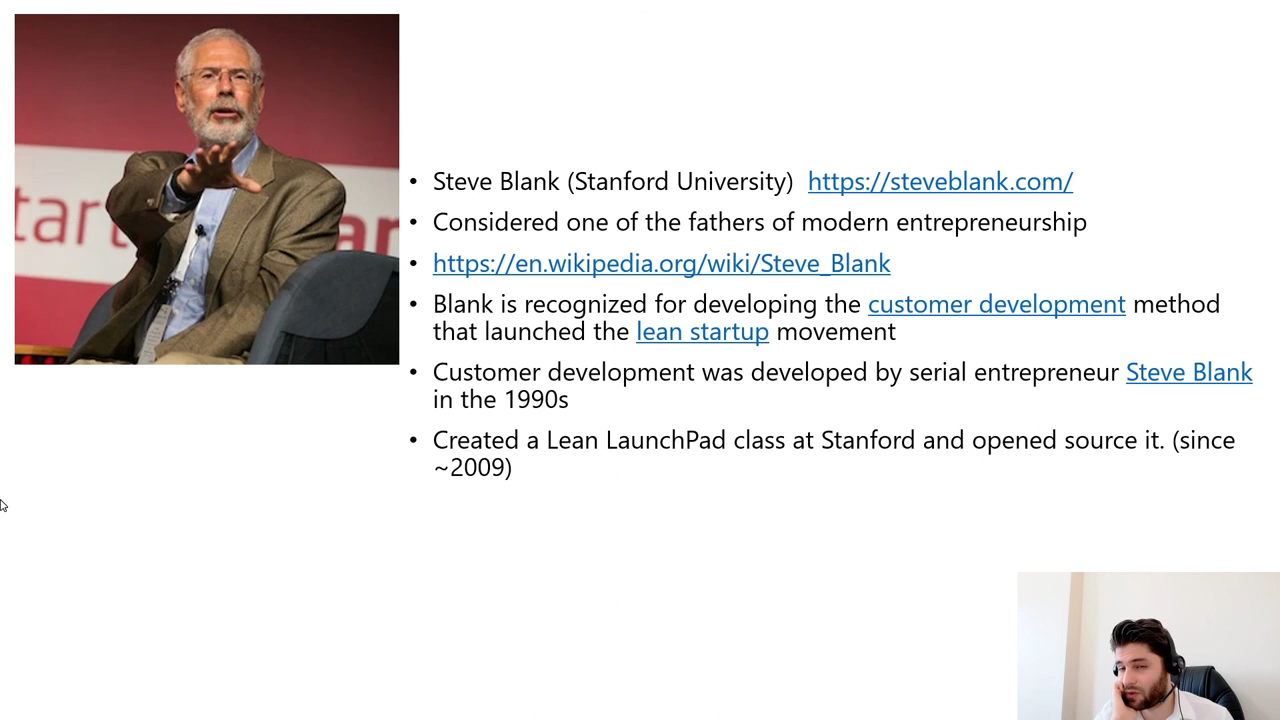 tar
ar
• Steve Blank (Stanford University) https://steveblank.com/
• Considered one of the fathers of modern entrepreneurship
• https://en.wikipedia.org/wiki/Steve_Blank
• Blank is recognized for developing the customer development method
that launched the lean startup movement
• Customer development was developed by serial entrepreneur Steve Blank
in the 1990s
• Created a Lean LaunchPad class at Stanford and opened source it. (since
~2009)